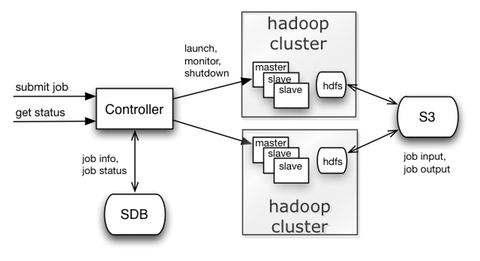 submit job
get status
Controller
job info,
job status
SDB
launch,
monitor,
shutdown
hadoop
cluster
master
slave
slave
hdfs
master
slave
slave
hdfs
hadoop
cluster
S3
job input,
job output